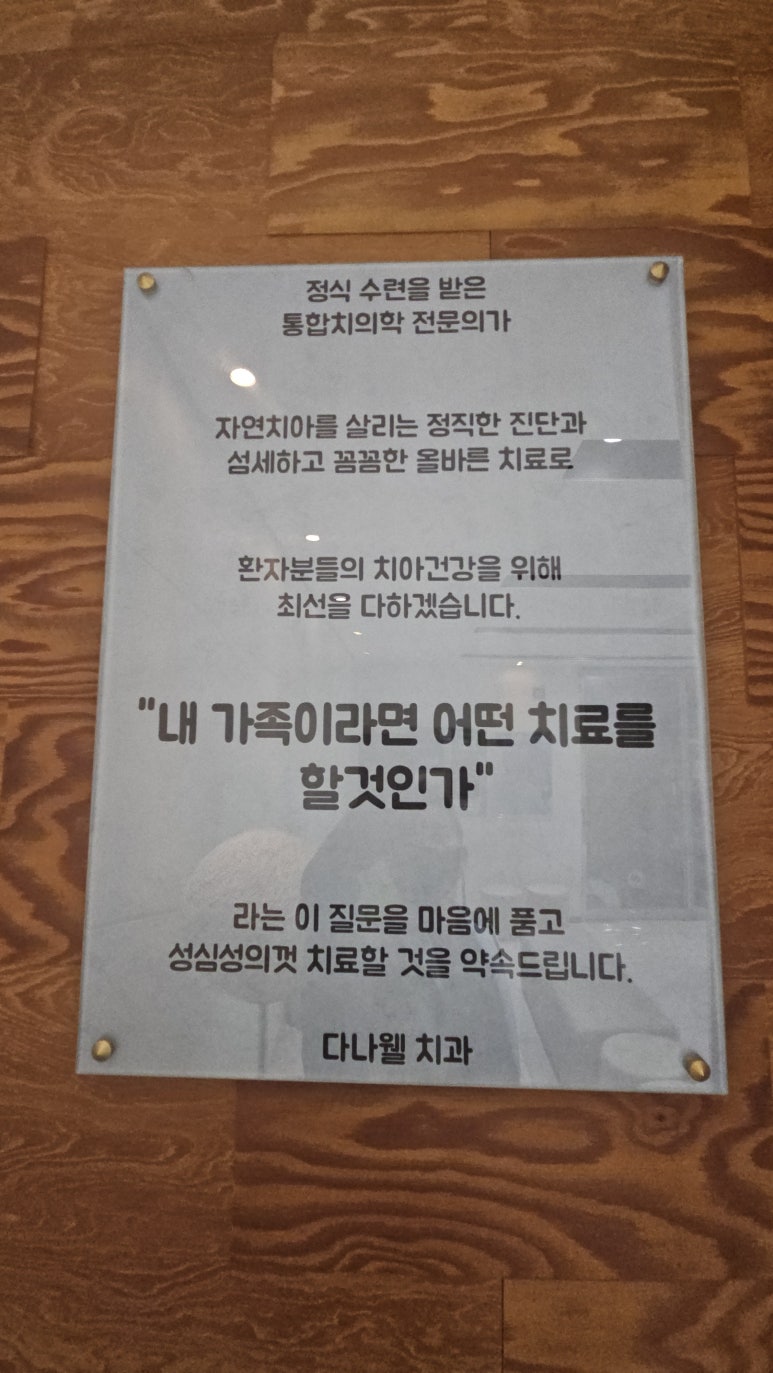 정식 수련을 받은
통합치의학 전문의가
자연치아를 살리는 정직한 진단과
섬세하고 꼼꼼한 올바른 치료로
환자분들의 치아건강을 위해
최선을 다하겠습니다.
"내 가족이라면 어떤 치료를
할것인가"
라는 이 질문을 마음에 품고
성심성의껏 치료할 것을 약속드립니다.
다나웰 치과